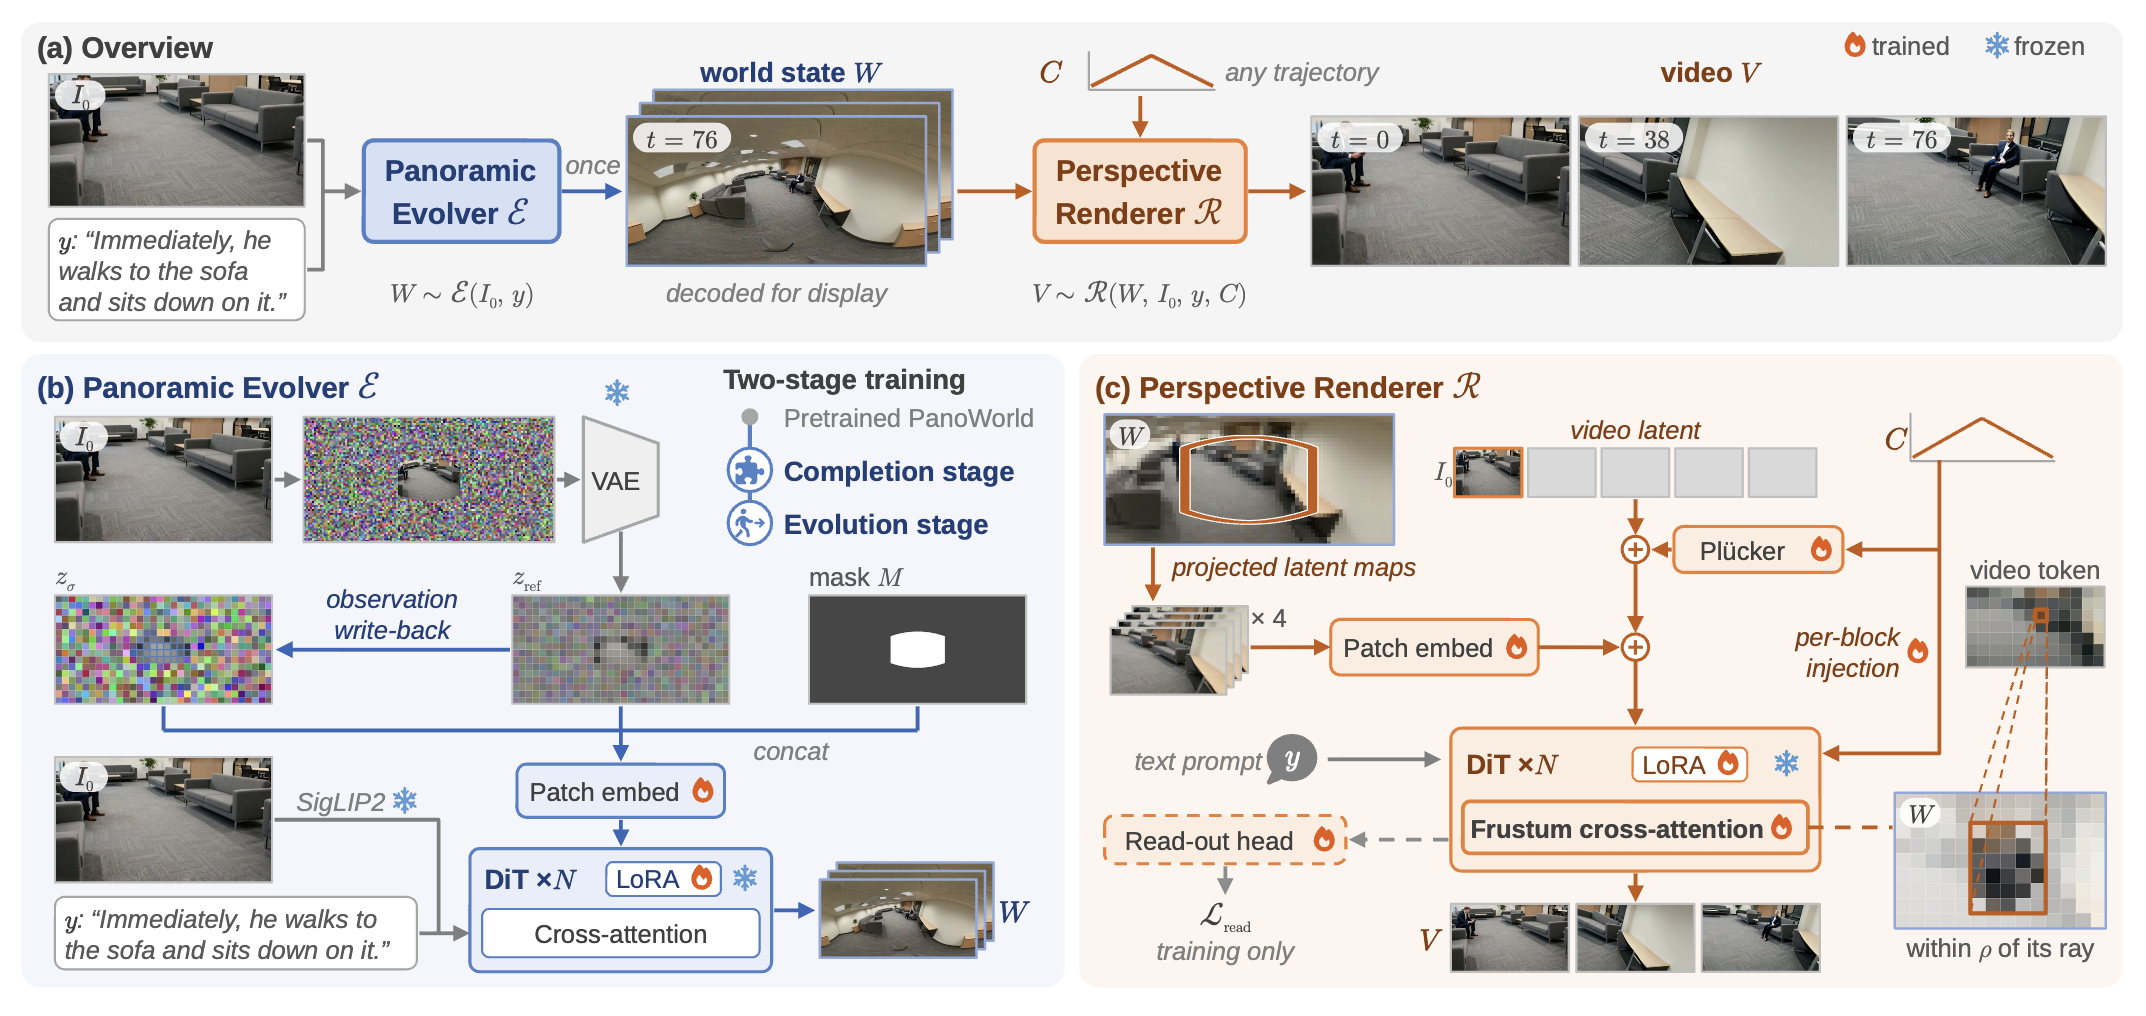 (a) Overview
trained
frozen
I₀
y: “Immediately, he
walks to the sofa
and sits down on it.”
Panoramic
Evolver ℰ
W ∼ ℰ(I₀, y)
once
world state W
t = 76
decoded for display
C
any trajectory
Perspective
Renderer ℛ
V ∼ ℛ(W, I₀, y, C)
video V
t = 0
t = 38
t = 76
(b) Panoramic Evolver ℰ
I₀
VAE
Two-stage training
Pretrained PanoWorld
Completion stage
Evolution stage
z_σ
observation
write-back
z_ref
mask M
concat
I₀
SigLIP2
Patch embed
y: “Immediately, he walks to
the sofa and sits down on it.”
DiT ×N
LoRA
Cross-attention
W
(c) Perspective Renderer ℛ
W
projected latent maps
× 4
Patch embed
video latent
I₀
C
Plücker
per-block
injection
video token
text prompt
y
DiT ×N
LoRA
Frustum cross-attention
Read-out head
ℒ_read
training only
V
W
within ρ of its ray